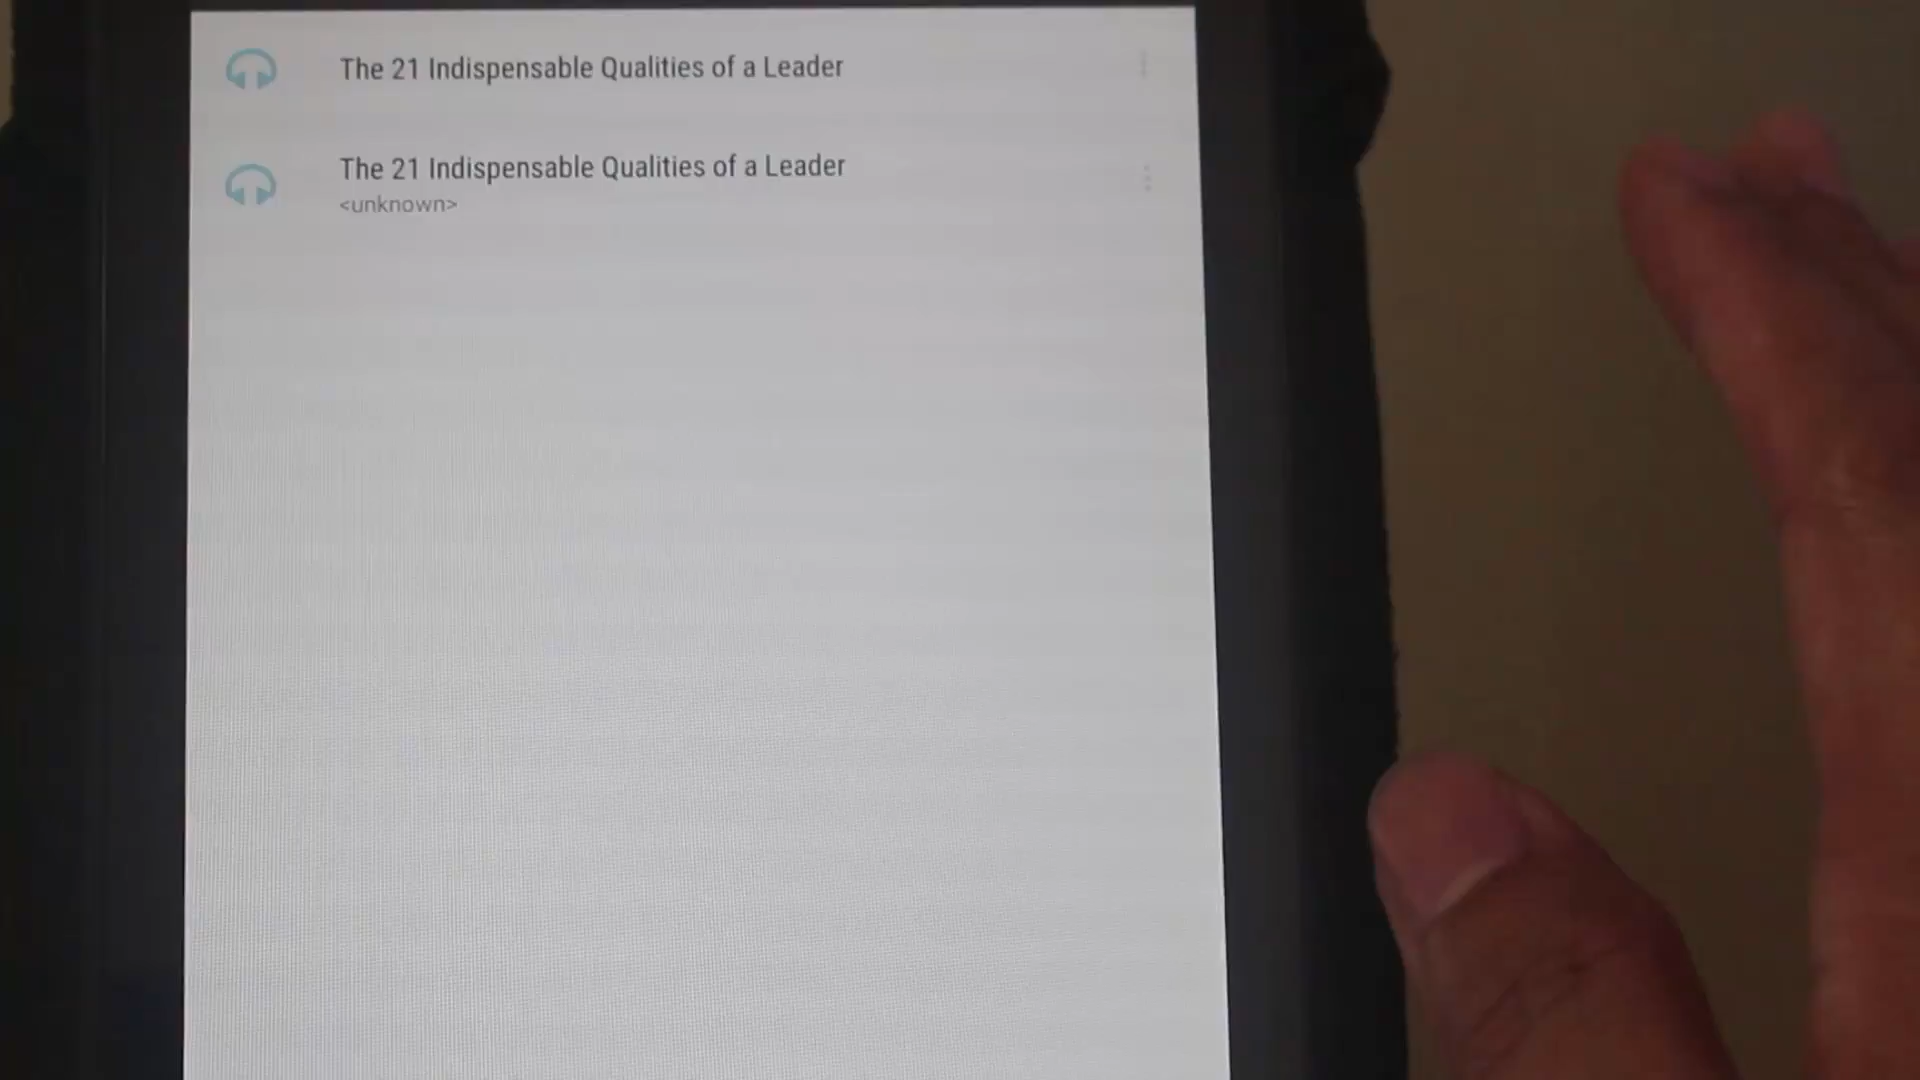 The 21 Indispensable Qualities of a Leader
The 21 Indispensable Qualities of a Leader
<unknown>